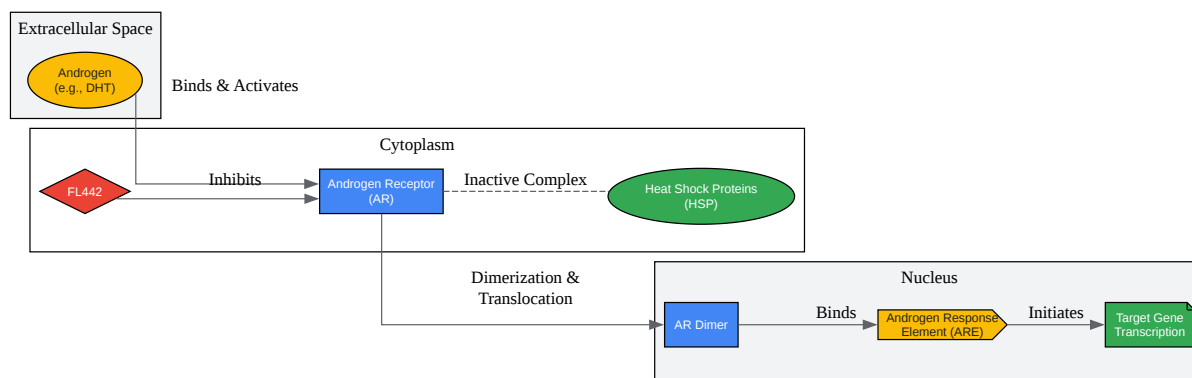 Extracellular Space
Androgen
(e.g., DHT)
Binds & Activates
Cytoplasm
FL442
Inhibits
Androgen Receptor
(AR)
Inactive Complex
Heat Shock Proteins
(HSP)
Dimerization &
Translocation
Nucleus
AR Dimer
Binds
Androgen Response
Element (ARE)
Initiates
Target Gene
Transcription